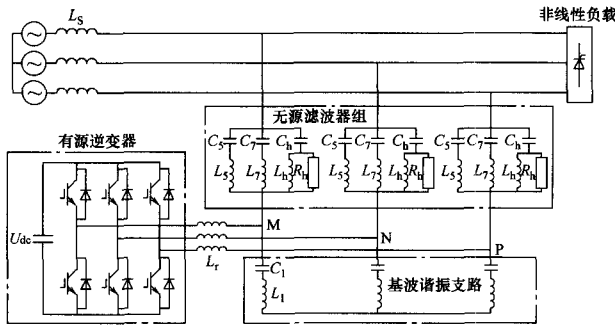 L_S
非线性负载
无源滤波器组
有源逆变器
C_5 C_7 C_h C_5 C_7 C_h C_5 C_7 C_h
L_5 L_7 L_h R_h L_5 L_7 L_h R_h L_5 L_7 L_h R_h
M
N
P
U_dc
L_r
C_1
L_1
基波谐振支路